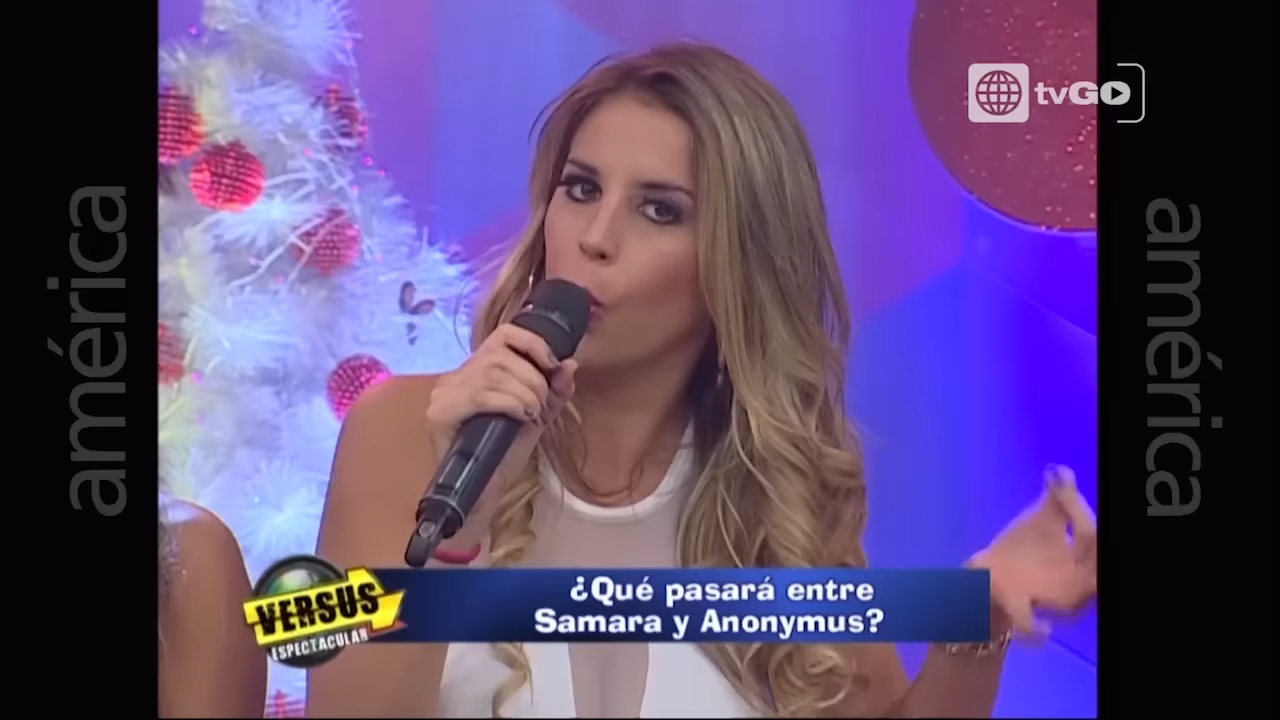 tvGO
américa
américa
VERSUS
ESPECTACULAR
¿Qué pasará entre
Samara y Anonymus?